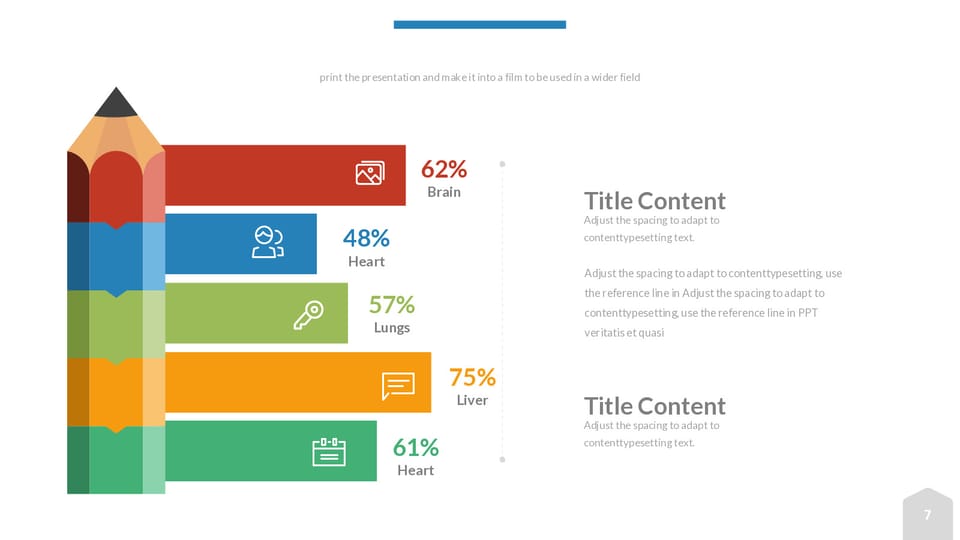 print the presentation and make it into a film to be used in a wider field
62%
Brain
48%
Heart
57%
Lungs
75%
Liver
61%
Heart
Title Content
Adjust the spacing to adapt to
contenttypesetting text.
Adjust the spacing to adapt to contenttypesetting, use
the reference line in Adjust the spacing to adapt to
contenttypesetting, use the reference line in PPT
veritatis et quasi
Title Content
Adjust the spacing to adapt to
contenttypesetting text.
7